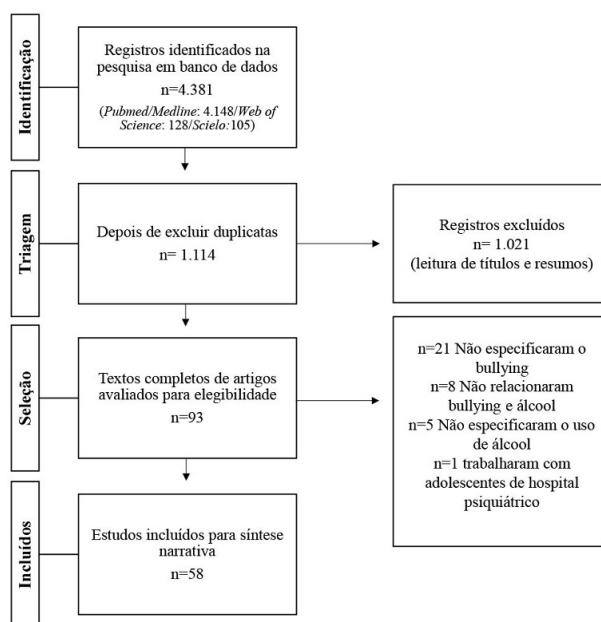 Identificação
Registros identificados na
pesquisa em banco de dados
n=4.381
(Pubmed/Medline: 4.148/Web of
Science: 128/Scielo:105)
Triagem
Depois de excluir duplicatas
n= 1.114
Registros excluídos
n= 1.021
(leitura de títulos e resumos)
Seleção
Textos completos de artigos
avaliados para elegibilidade
n=93
n=21 Não especificaram o
bullying
n=8 Não relacionaram
bullying e álcool
n=5 Não especificaram o uso
de álcool
n=1 trabalharam com
adolescentes de hospital
psiquiátrico
Incluídos
Estudos incluídos para síntese
narrativa
n=58